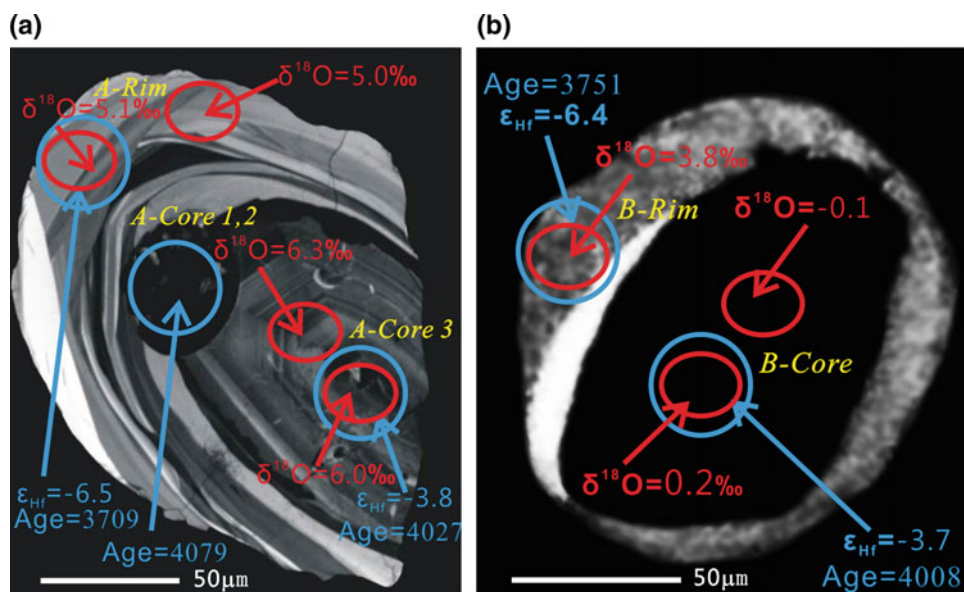 (a)
A-Rim
δ¹⁸O=5.0‰
δ¹⁸O=5.1‰
A-Core 1,2
δ¹⁸O=6.3‰
A-Core 3
δ¹⁸O=6.0‰
εHf=-6.5
Age=3709
Age=4079
εHf=-3.8
Age=4027
50μm
(b)
Age=3751
εHf=-6.4
δ¹⁸O=3.8‰
B-Rim
δ¹⁸O=-0.1
B-Core
δ¹⁸O=0.2‰
εHf=-3.7
Age=4008
50μm